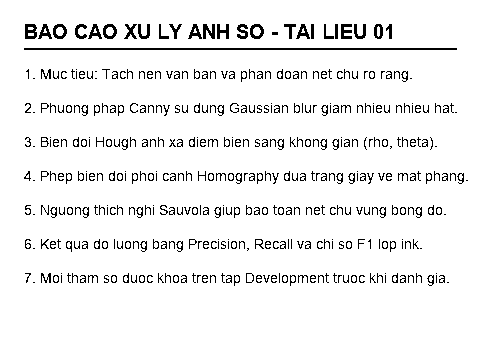 BAO CAO XU LY ANH SO - TAI LIEU 01
1. Muc tieu: Tach nen van ban va phan doan net chu ro rang.
2. Phuong phap Canny su dung Gaussian blur giam nhieu nhieu hat.
3. Bien doi Hough anh xa diem bien sang khong gian (rho, theta).
4. Phep bien doi phoi canh Homography dua trang giay ve mat phang.
5. Nguong thich nghi Sauvola giup bao toan net chu vung bong do.
6. Ket qua do luong bang Precision, Recall va chi so F1 lop ink.
7. Moi tham so duoc khoa tren tap Development truoc khi danh gia.